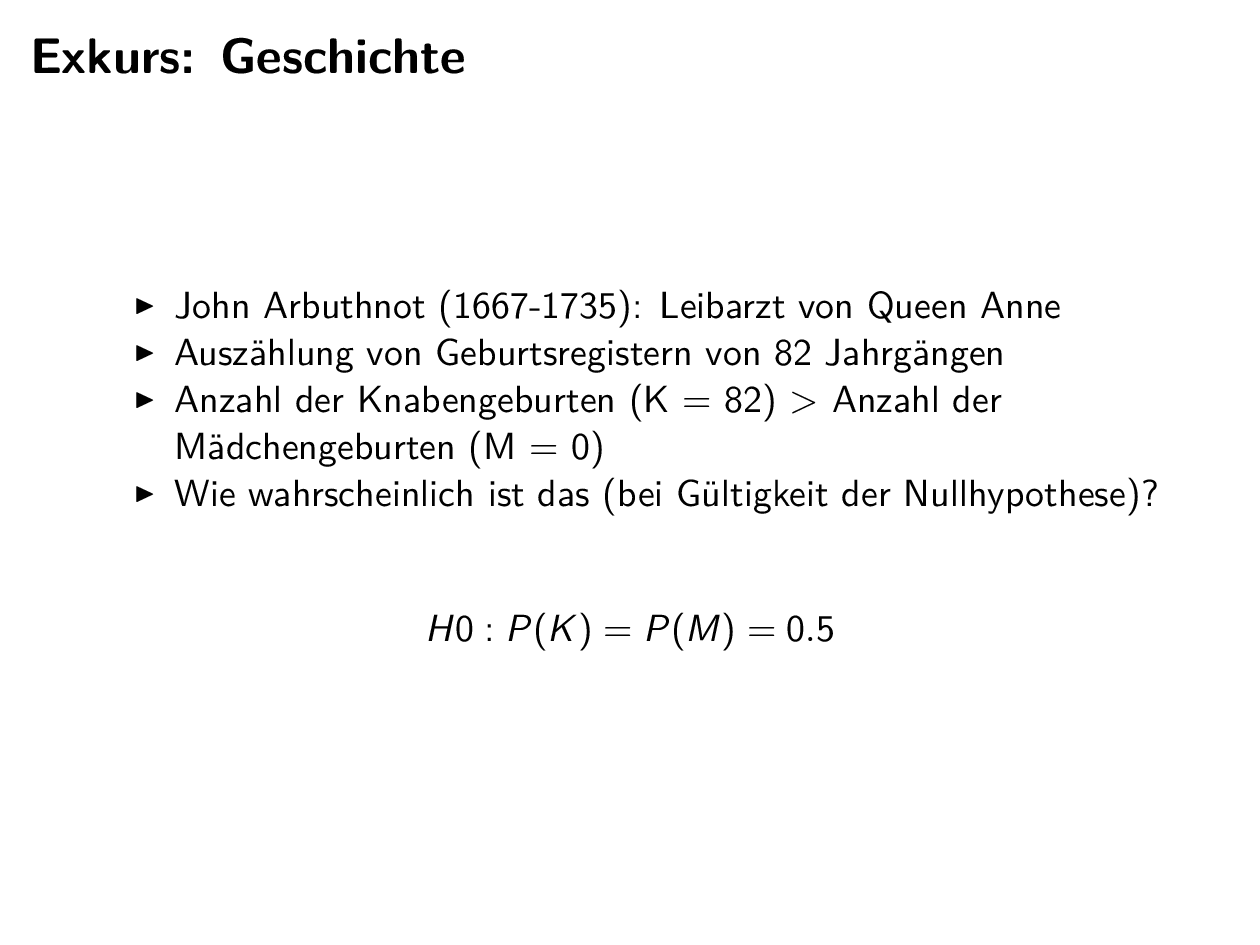 Exkurs: Geschichte
▶ John Arbuthnot (1667-1735): Leibarzt von Queen Anne
▶ Auszählung von Geburtsregistern von 82 Jahrgängen
▶ Anzahl der Knabengeburten (K = 82) > Anzahl der
Mädchengeburten (M = 0)
▶ Wie wahrscheinlich ist das (bei Gültigkeit der Nullhypothese)?
H0 : P(K) = P(M) = 0.5